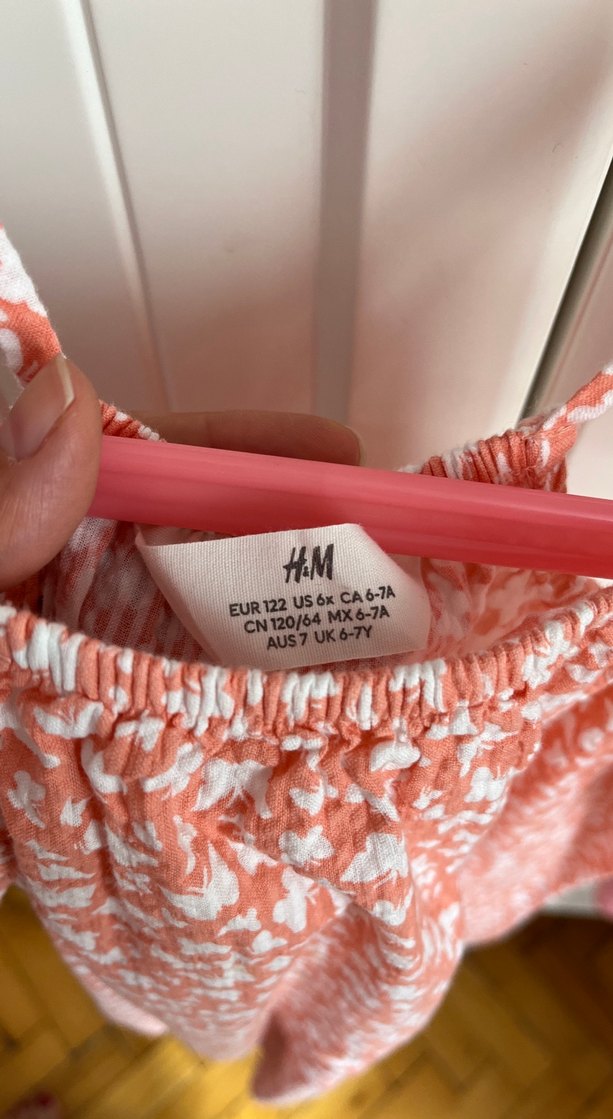 H&M
EUR 122 US 6x CA 6-7A
CN 120/64 MX 6-7A
AUS 7 UK 6-7Y